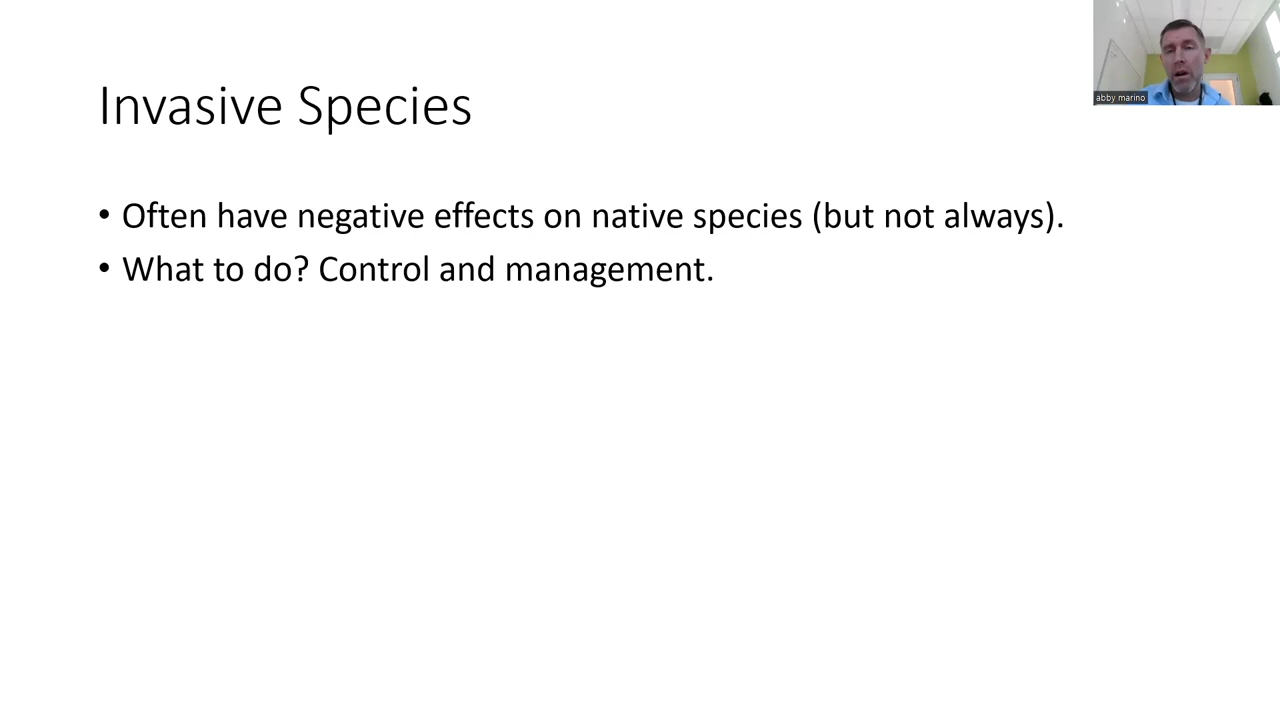 Invasive Species
• Often have negative effects on native species (but not always).
• What to do? Control and management.
abby marino